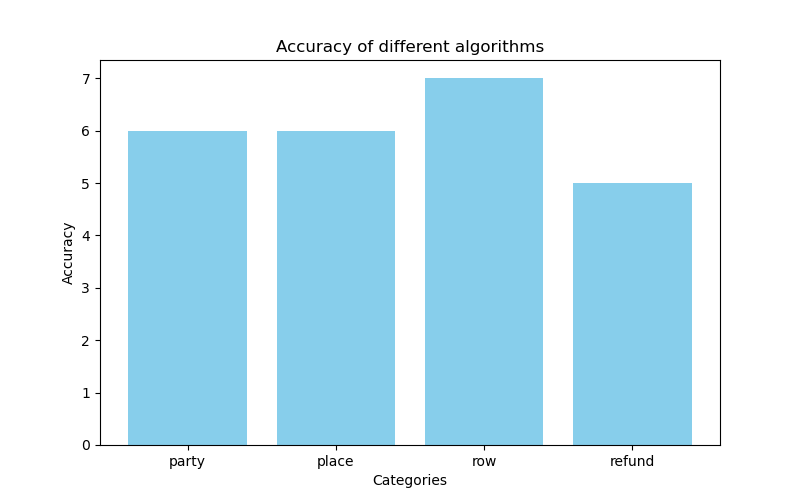 Accuracy of different algorithms
Accuracy
7
6
5
4
3
2
1
0
party place row refund
Categories